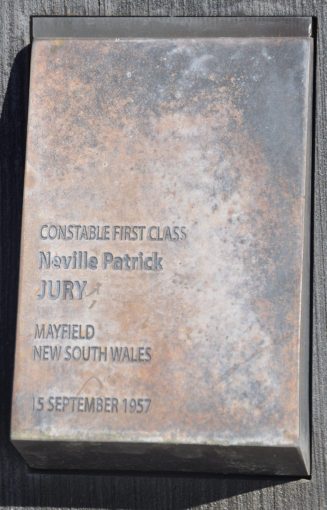 CONSTABLE FIRST CLASS
Neville Patrick
JURY
MAYFIELD
NEW SOUTH WALES
15 SEPTEMBER 1957